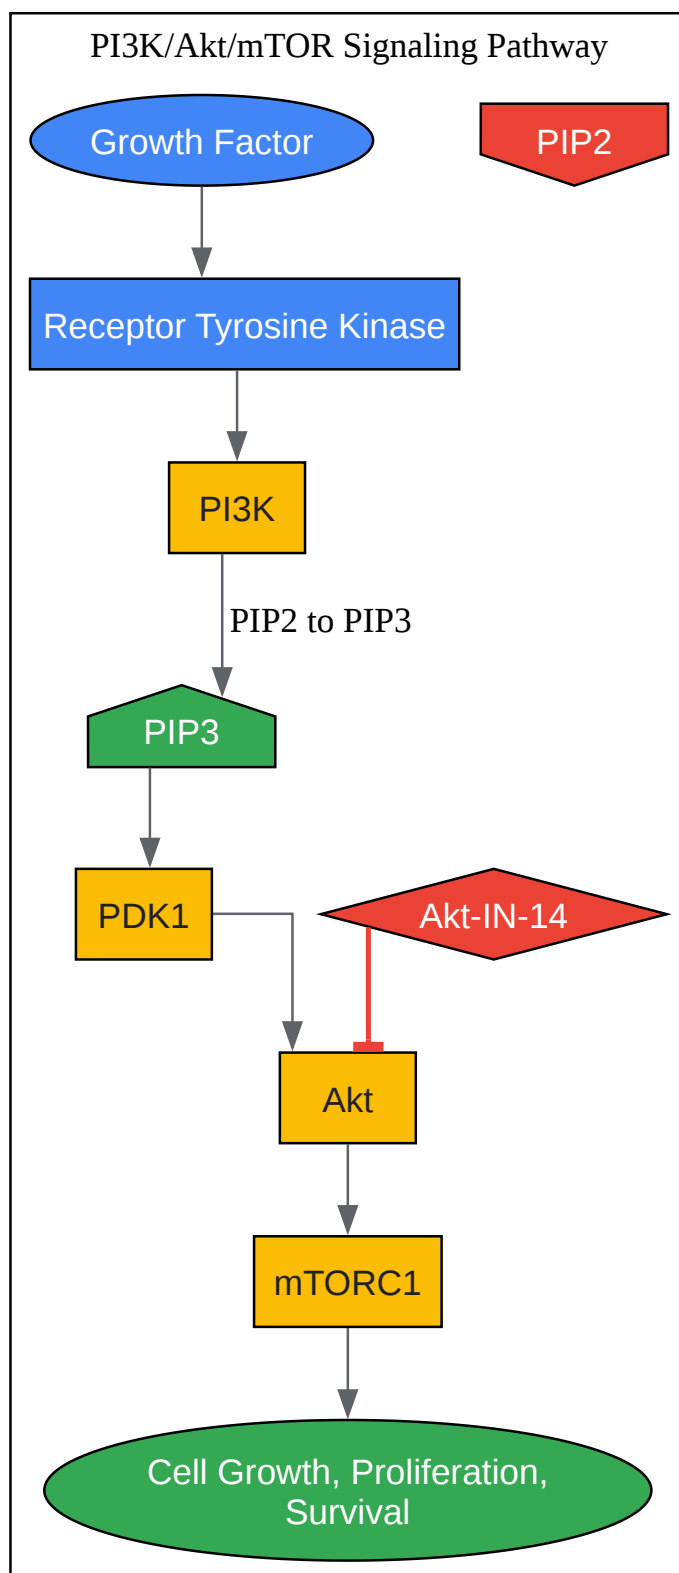 PI3K/Akt/mTOR Signaling Pathway
Growth Factor
PIP2
Receptor Tyrosine Kinase
PI3K
PIP2 to PIP3
PIP3
PDK1
Akt-IN-14
Akt
mTORC1
Cell Growth, Proliferation,
Survival